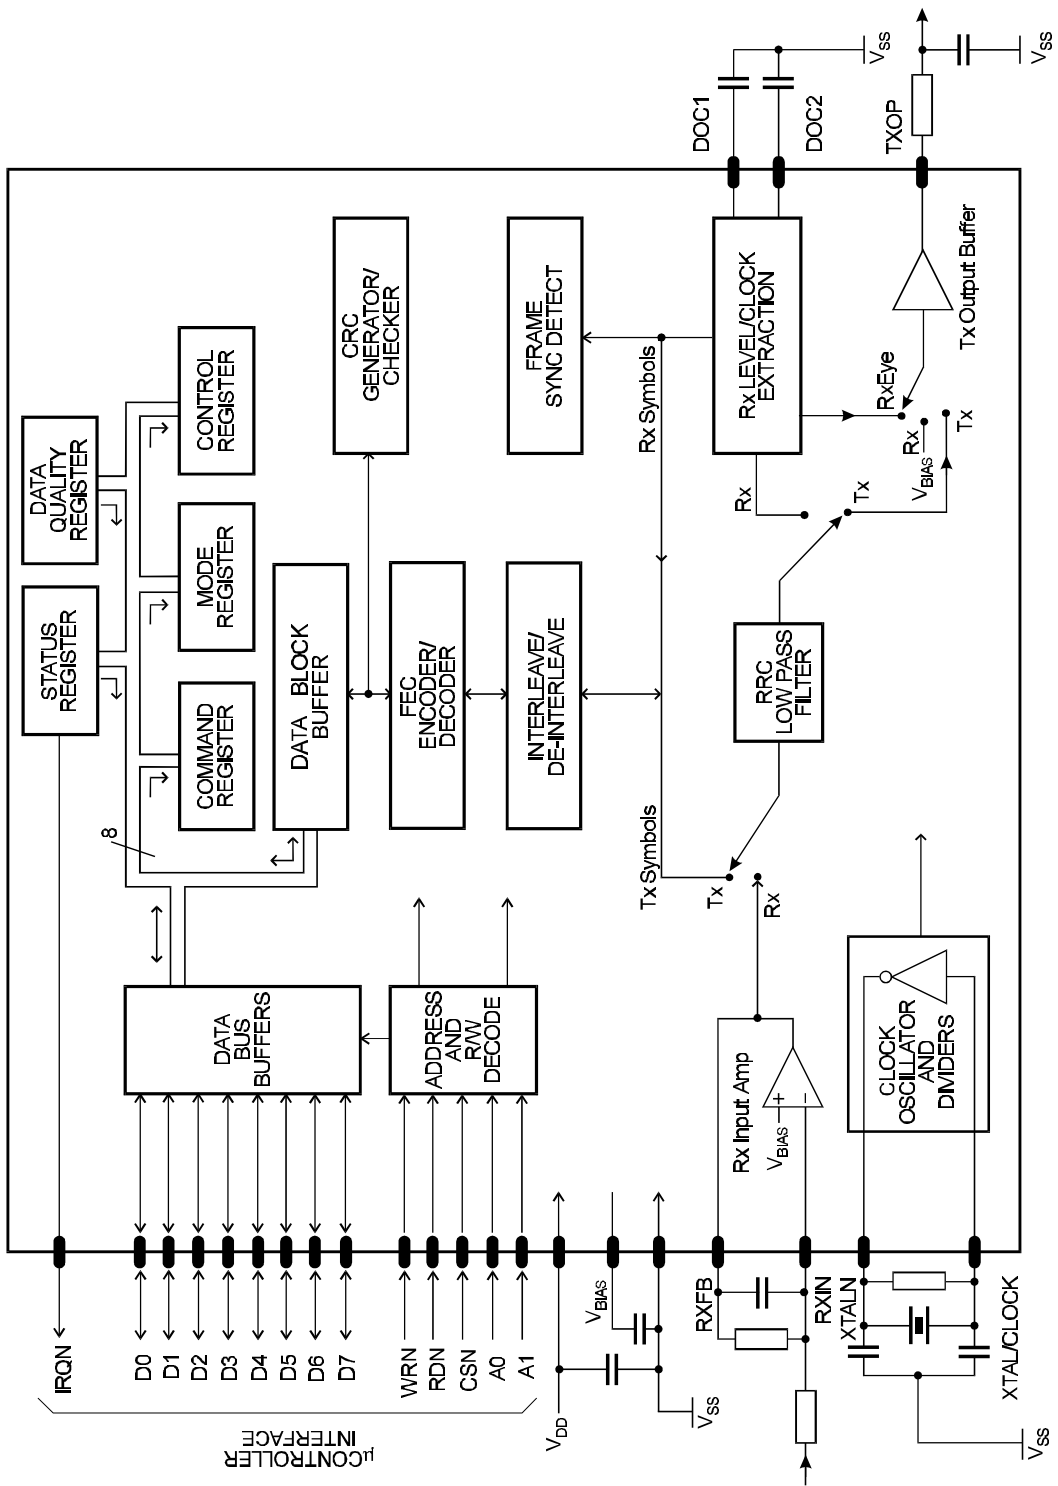 DATA
QUALITY
REGISTER
STATUS
REGISTER
CONTROL
REGISTER
MODE
REGISTER
COMMAND
REGISTER
8
CRC
GENERATOR/
CHECKER
DATA BLOCK
BUFFER
FEC
ENCODER/
DECODER
INTERLEAVE/
DE-INTERLEAVE
FRAME
SYNC DETECT
Rx Symbols
Tx Symbols
Rx LEVEL/CLOCK
EXTRACTION
DOC1
DOC2
VSS
TXOP
VSS
Tx Output Buffer
RxEye
Rx
VBIAS
Tx
Rx
Tx
RRC
LOW PASS
FILTER
Tx
Rx
DATA
BUS
BUFFERS
ADDRESS
AND
R/W
DECODE
Rx Input Amp
VBIAS
+
−
CLOCK
OSCILLATOR
AND
DIVIDERS
IRQN
D0
D1
D2
D3
D4
D5
D6
D7
WRN
RDN
CSN
A0
A1
µCONTROLLER
INTERFACE
VDD
VBIAS
VSS
RXFB
RXIN
XTALN
XTAL/CLOCK
VSS